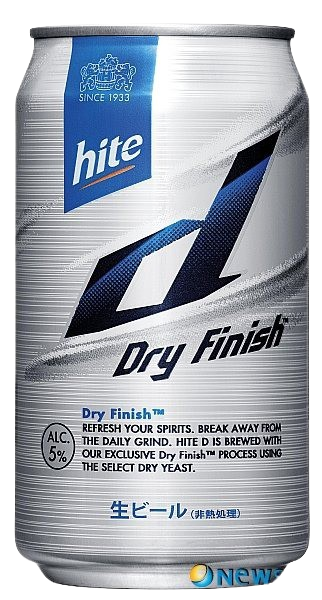 SINCE 1933
hite
d
Dry Finish™
Dry Finish™
REFRESH YOUR SPIRITS. BREAK AWAY FROM
THE DAILY GRIND. HITE D IS BREWED WITH
OUR EXCLUSIVE Dry Finish™ PROCESS USING
THE SELECT DRY YEAST.
ALC.
5%
生ビール(非熱処理)
news